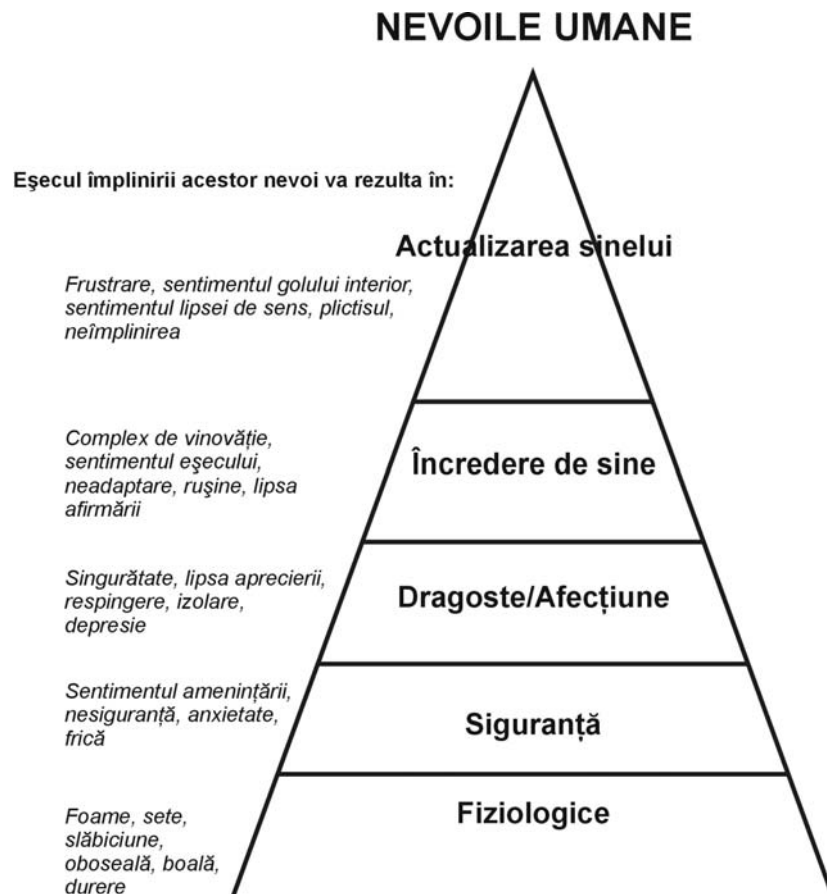 NEVOILE UMANE
Eşecul împlinirii acestor nevoi va rezulta în:
Actualizarea sinelui
Frustrare, sentimentul golului interior,
sentimentul lipsei de sens, plictisul,
neîmplinirea
Complex de vinovăție,
sentimentul eşecului,
neadaptare, ruşine, lipsa
afirmării
Încredere de sine
Singurătate, lipsa aprecierii,
respingere, izolare,
depresie
Dragoste/Afecțiune
Sentimentul amenințării,
nesiguranță, anxietate,
frică
Siguranță
Foame, sete,
slăbiciune,
oboseală, boală,
durere
Fiziologice